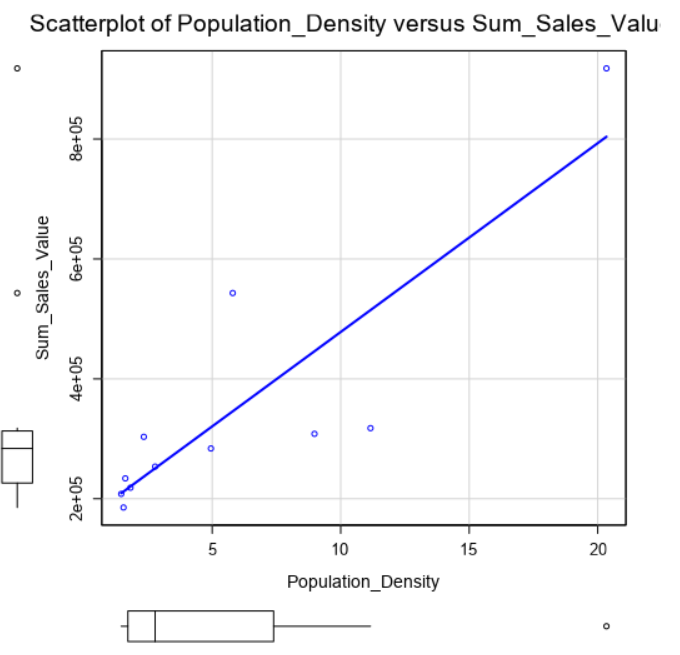 Scatterplot of Population_Density versus Sum_Sales_Valu
8e+05
6e+05
4e+05
2e+05
Sum_Sales_Value
5 10 15 20
Population_Density